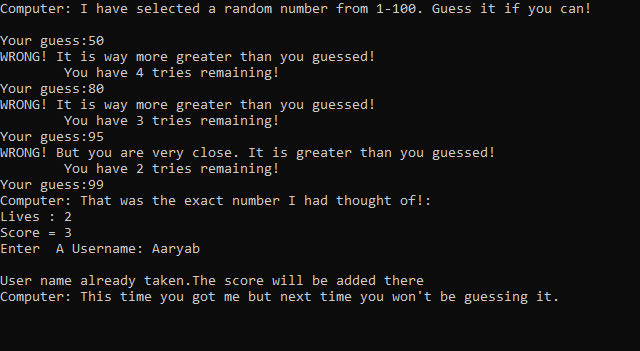 Computer: I have selected a random number from 1-100. Guess it if you can!
Your guess:50
WRONG! It is way more greater than you guessed!
You have 4 tries remaining!
Your guess:80
WRONG! It is way more greater than you guessed!
You have 3 tries remaining!
Your guess:95
WRONG! But you are very close. It is greater than you guessed!
You have 2 tries remaining!
Your guess:99
Computer: That was the exact number I had thought of!:
Lives : 2
Score = 3
Enter  A Username: Aaryab
User name already taken.The score will be added there
Computer: This time you got me but next time you won't be guessing it.